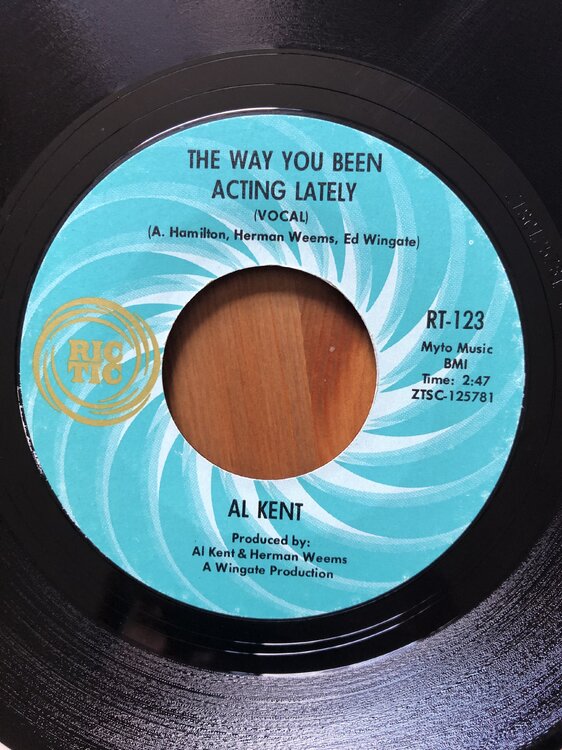 THE WAY YOU BEEN
ACTING LATELY
(VOCAL)
(A. Hamilton, Herman Weems, Ed Wingate)
RIC
TIC
RT-123
Myto Music
BMI
Time: 2:47
ZTSC-125781
AL KENT
Produced by:
Al Kent & Herman Weems
A Wingate Production